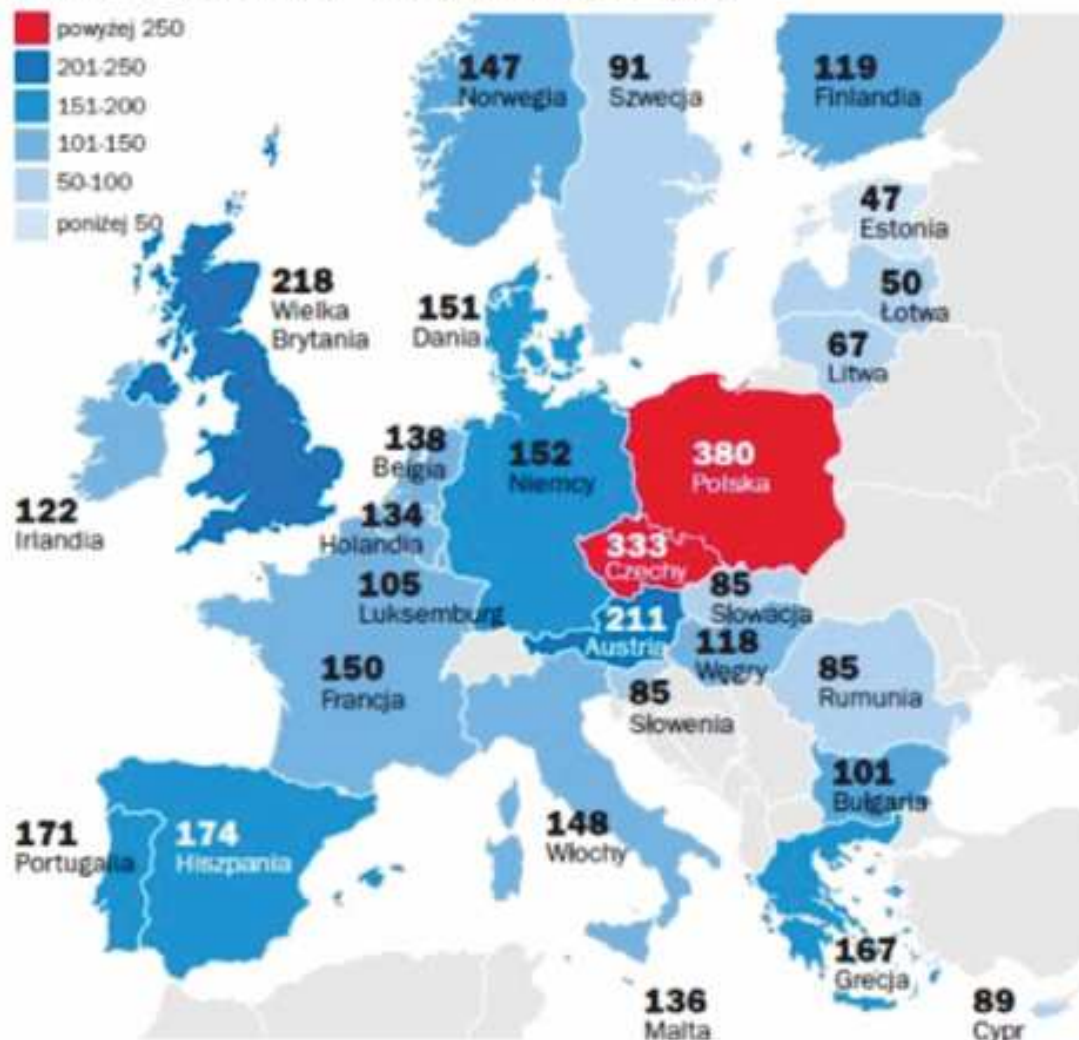 powyżej 250
201-250
151-200
101-150
50-100
poniżej 50
147
Norwegia
91
Szwecja
119
Finlandia
47
Estonia
50
Łotwa
67
Litwa
218
Wielka
Brytania
151
Dania
138
Belgia
152
Niemcy
380
Polska
122
Irlandia
134
Holandia
333
Czechy
105
Luksemburg
85
Słowacja
211
Austria
118
Węgry
150
Francja
85
Słowenia
85
Rumunia
101
Bułgaria
171
Portugalia
174
Hiszpania
148
Włochy
167
Grecja
136
Malta
89
Cypr